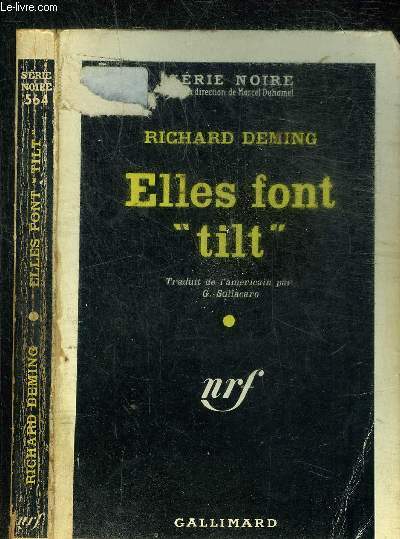 SÉRIE NOIRE
direction de Marcel Duhamel
RICHARD DEMING
Elles font
"tilt"
Traduit de l'américain par
G. Sollacaro
nrf
GALLIMARD
SÉRIE
NOIRE
564
ELLES FONT "TILT"
RICHARD DEMING
nrf
le-livre.com